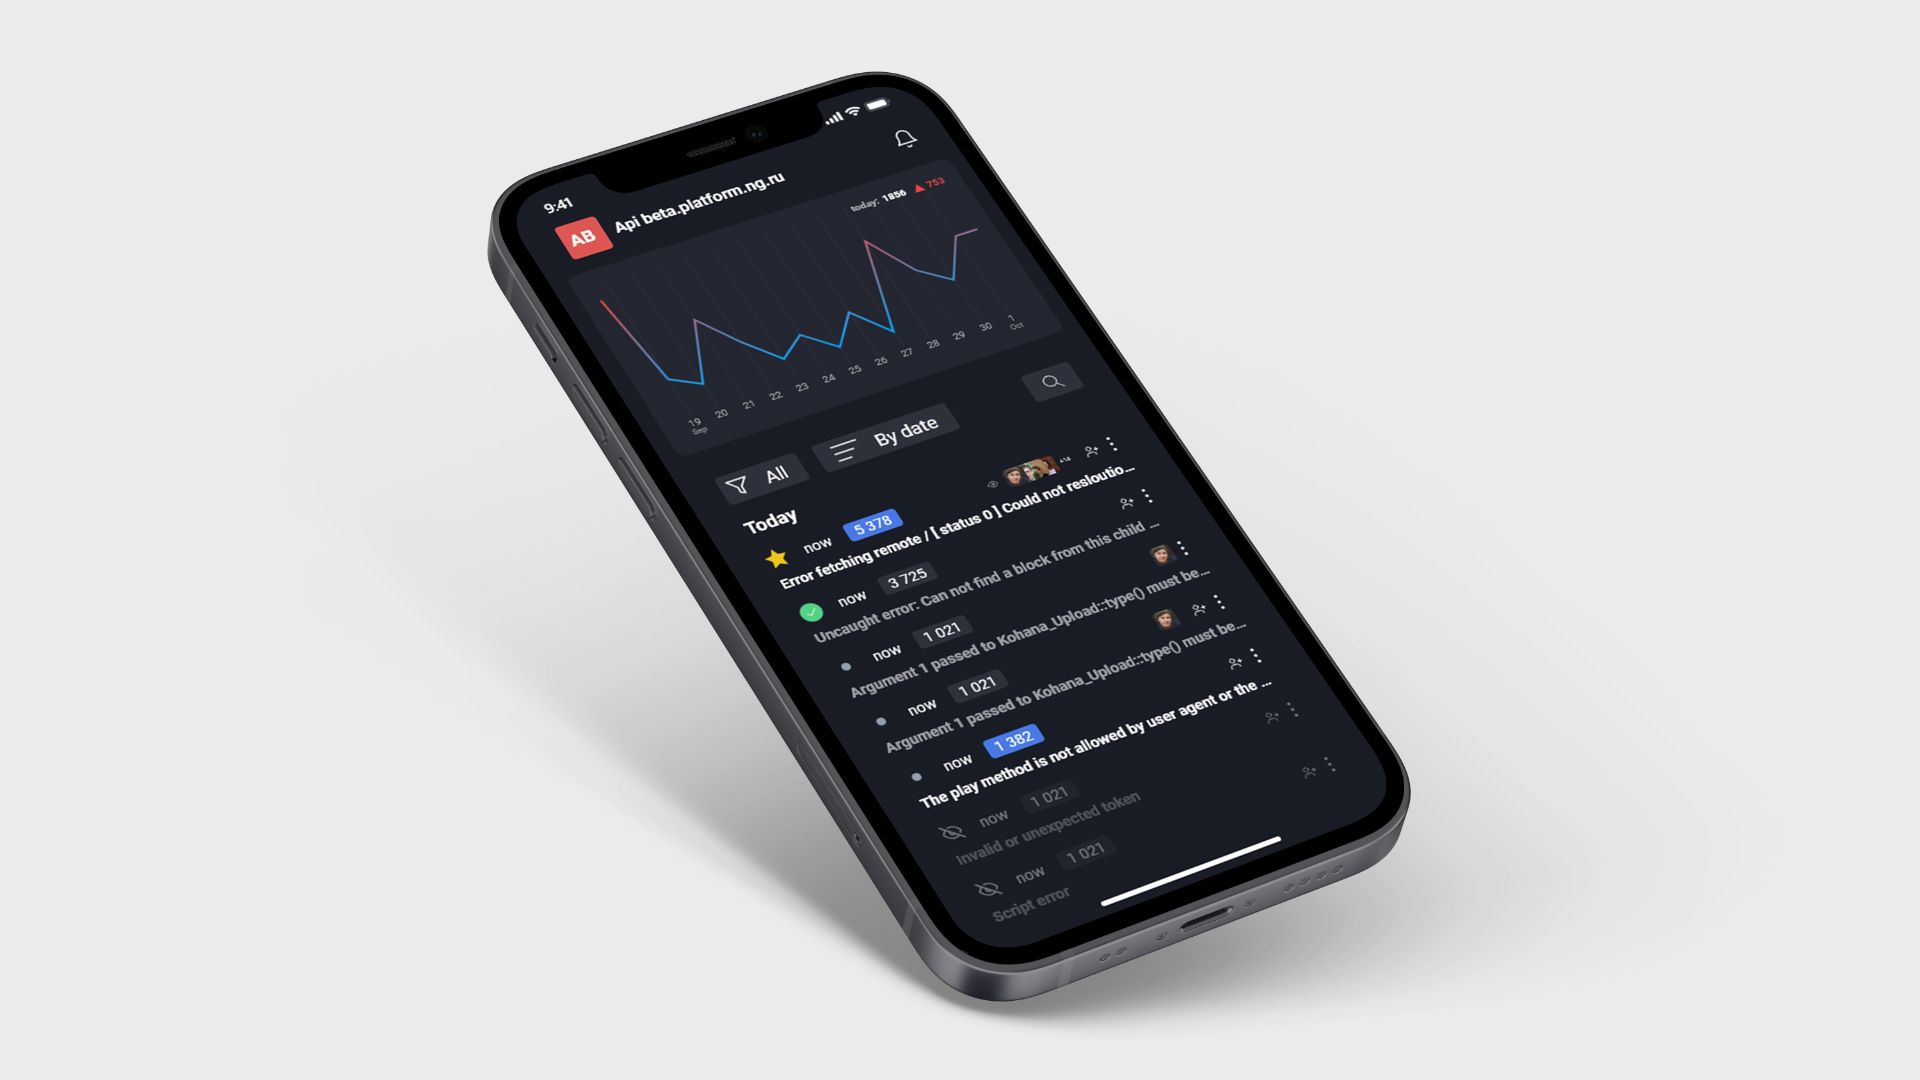 9:41
AB Api beta.platform.ng.ru
today: 1856 753
19 20 21 22 23 24 25 26 27 28 29 30 1
Sep Oct
All By date
Today
+14
now 5 378
Error fetching remote / [ status 0 ] Could not resloutio...
now 3 725
Uncaught error: Can not find a block from this child ...
now 1 021
Argument 1 passed to Kohana_Upload::type() must be...
now 1 021
Argument 1 passed to Kohana_Upload::type() must be...
now 1 382
The play method is not allowed by user agent or the ...
now 1 021
Invalid or unexpected token
now 1 021
Script error